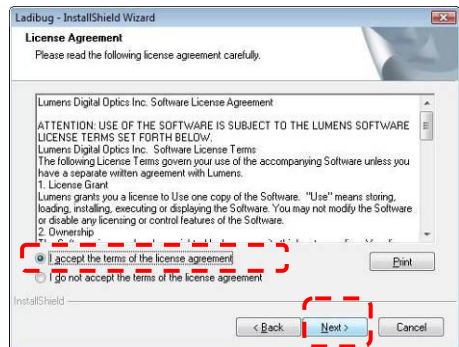 Ladibug - InstallShield Wizard
License Agreement
Please read the following license agreement carefully.
Lumens Digital Optics Inc. Software License Agreement
ATTENTION: USE OF THE SOFTWARE IS SUBJECT TO THE LUMENS SOFTWARE
LICENSE TERMS SET FORTH BELOW.
Lumens Digital Optics Inc.  Software License Terms
The following License Terms govern your use of the accompanying Software unless you
have a separate written agreement with Lumens.
1. License Grant
Lumens grants you a license to Use one copy of the Software.  "Use" means storing,
loading, installing, executing or displaying the Software. You may not modify the Software
or disable any licensing or control features of the Software.
2. Ownership
I accept the terms of the license agreement
Print
I do not accept the terms of the license agreement
InstallShield
< Back
Next >
Cancel